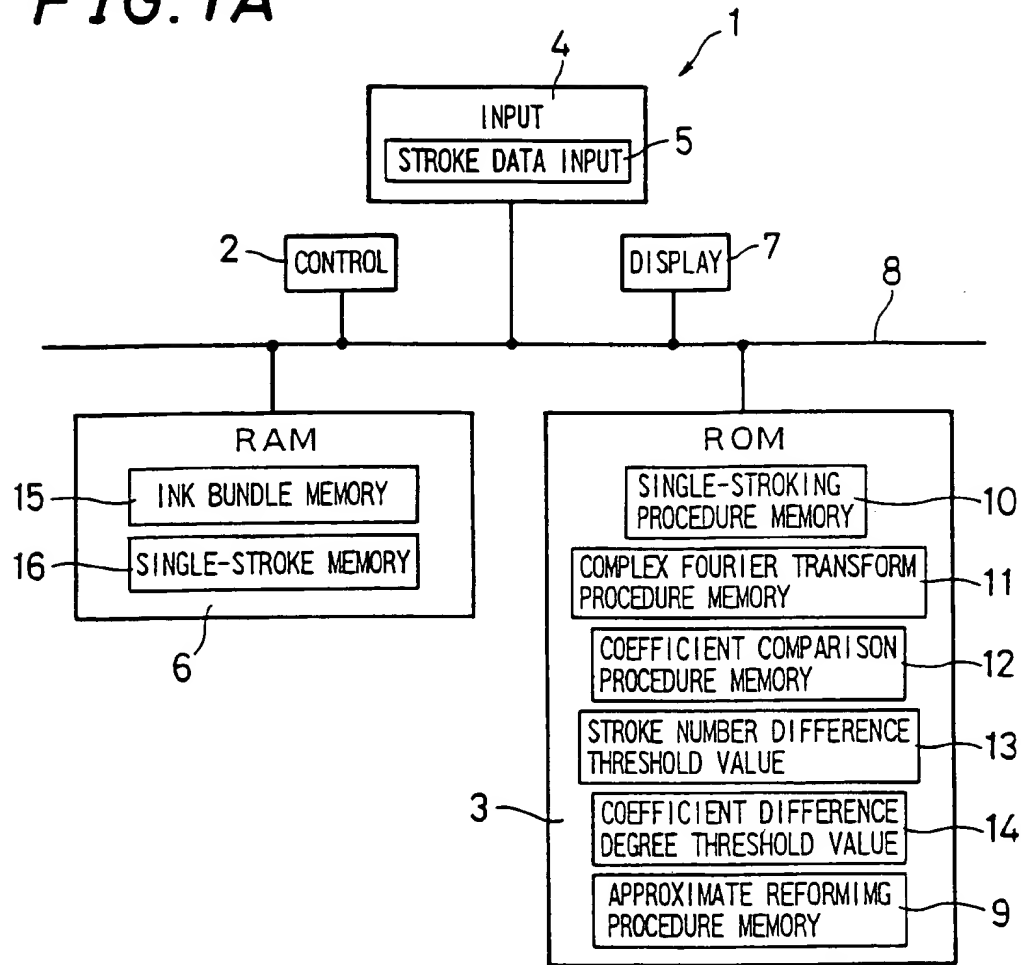 FIG. 1A
1
4
INPUT
STROKE DATA INPUT
5
2
CONTROL
DISPLAY
7
8
RAM
15
INK BUNDLE MEMORY
16
SINGLE-STROKE MEMORY
6
ROM
SINGLE-STROKING
PROCEDURE MEMORY
10
COMPLEX FOURIER TRANSFORM
PROCEDURE MEMORY
11
COEFFICIENT COMPARISON
PROCEDURE MEMORY
12
STROKE NUMBER DIFFERENCE
THRESHOLD VALUE
13
3
COEFFICIENT DIFFERENCE
DEGREE THRESHOLD VALUE
14
APPROXIMATE REFORMIMG
PROCEDURE MEMORY
9